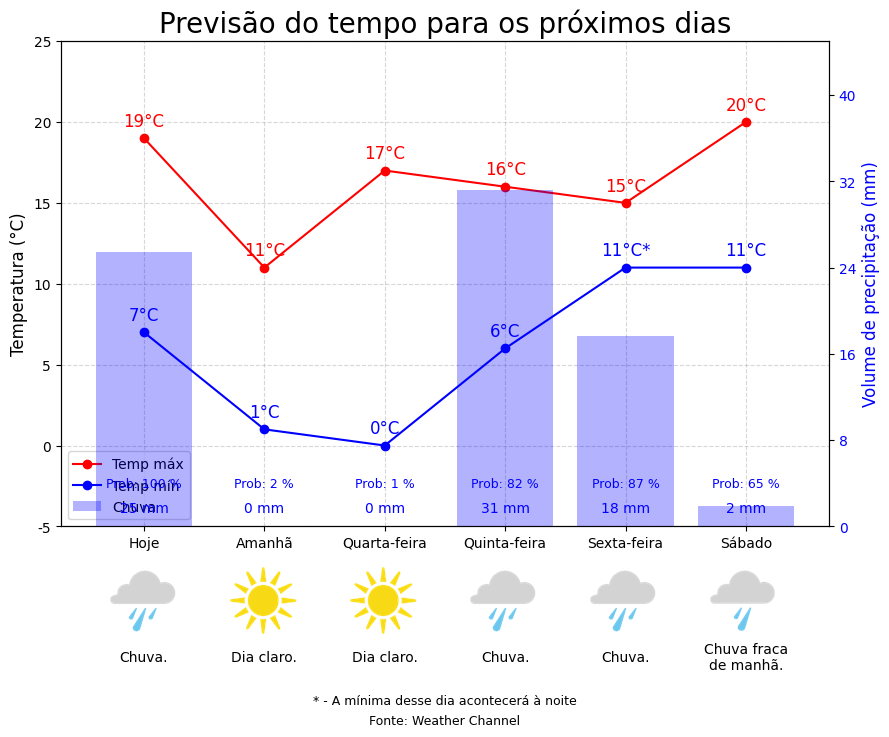 Previsão do tempo para os próximos dias
Temperatura (°C)
Volume de precipitação (mm)
25
20
15
10
5
0
-5
40
32
24
16
8
0
19°C
11°C
17°C
16°C
15°C
20°C
7°C
1°C
0°C
6°C
11°C*
11°C
Temp máx
Temp min
Chuva
Prob: 100 %
Prob: 2 %
Prob: 1 %
Prob: 82 %
Prob: 87 %
Prob: 65 %
25 mm
0 mm
0 mm
31 mm
18 mm
2 mm
Hoje
Amanhã
Quarta-feira
Quinta-feira
Sexta-feira
Sábado
Chuva.
Dia claro.
Dia claro.
Chuva.
Chuva.
Chuva fraca
de manhã.
* - A mínima desse dia acontecerá à noite
Fonte: Weather Channel